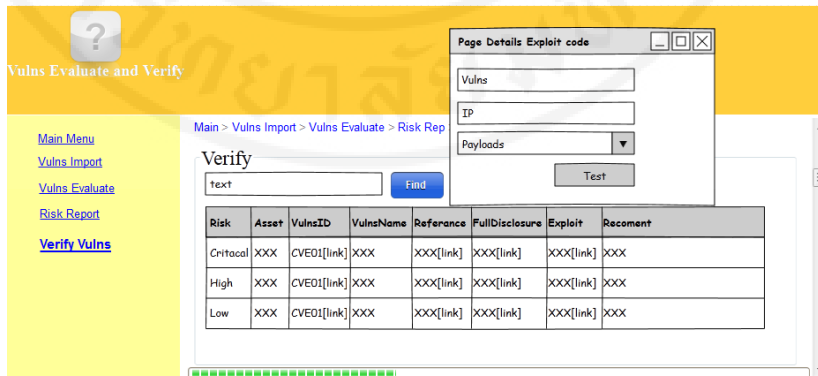 ?
Vulns Evaluate and Verify
Main Menu
Vulns Import
Vulns Evaluate
Risk Report
Verify Vulns
Main > Vulns Import > Vulns Evaluate > Risk Rep
Verify
text
Find
Page Details Exploit code
Vulns
IP
Payloads
Test
Risk Asset VulnsID VulnsName Referance FullDisclosure Exploit Recoment
Critacal XXX CVE01[link] XXX XXX[link] XXX[link] XXX[link] XXX
High XXX CVE01[link] XXX XXX[link] XXX[link] XXX[link] XXX
Low XXX CVE01[link] XXX XXX[link] XXX[link] XXX[link] XXX